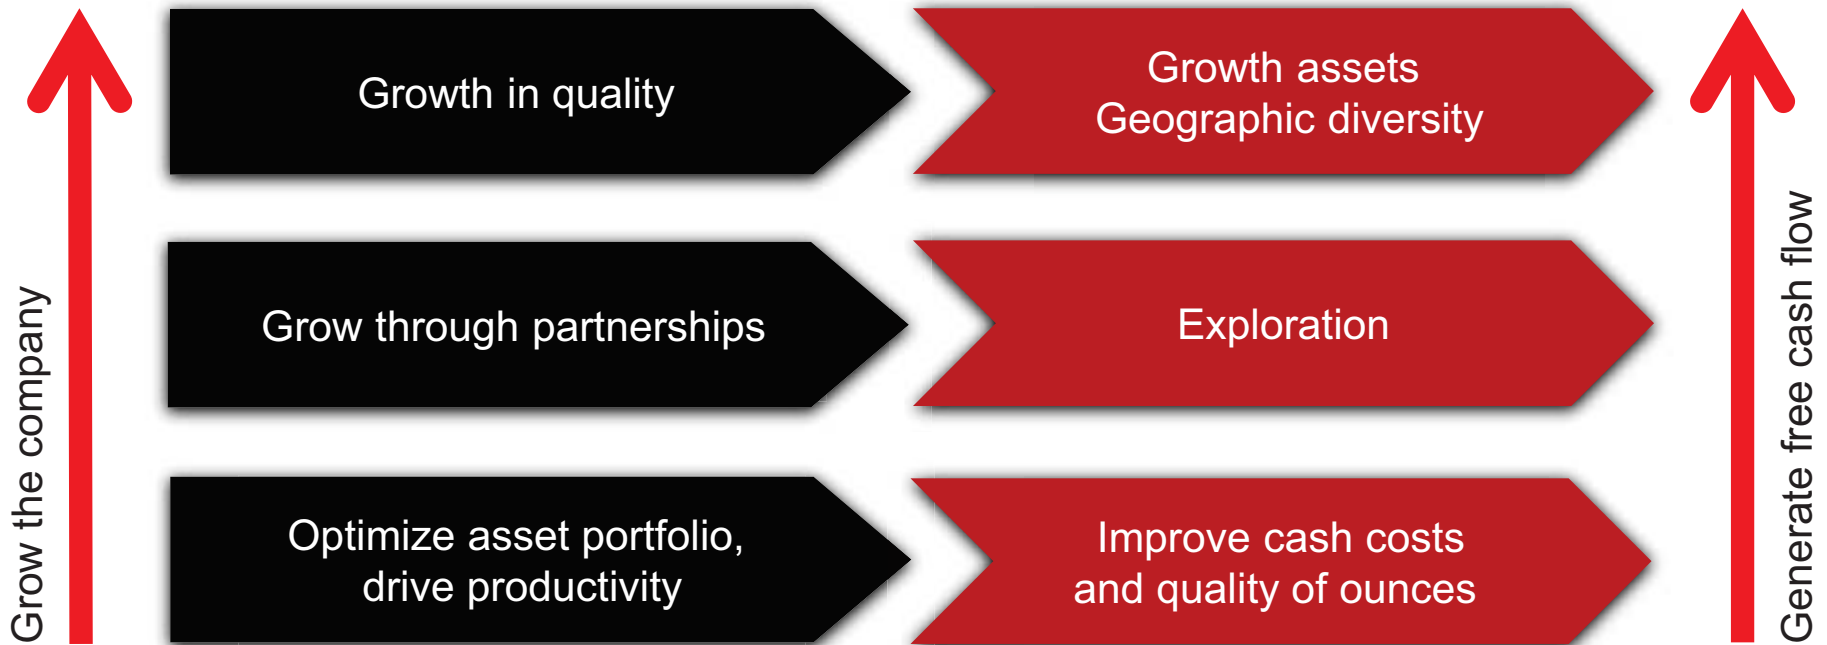 Growth in quality
Growth assets
Geographic diversity
Grow through partnerships
Exploration
Optimize asset portfolio,
drive productivity
Improve cash costs
and quality of ounces
Grow the company
Generate free cash flow